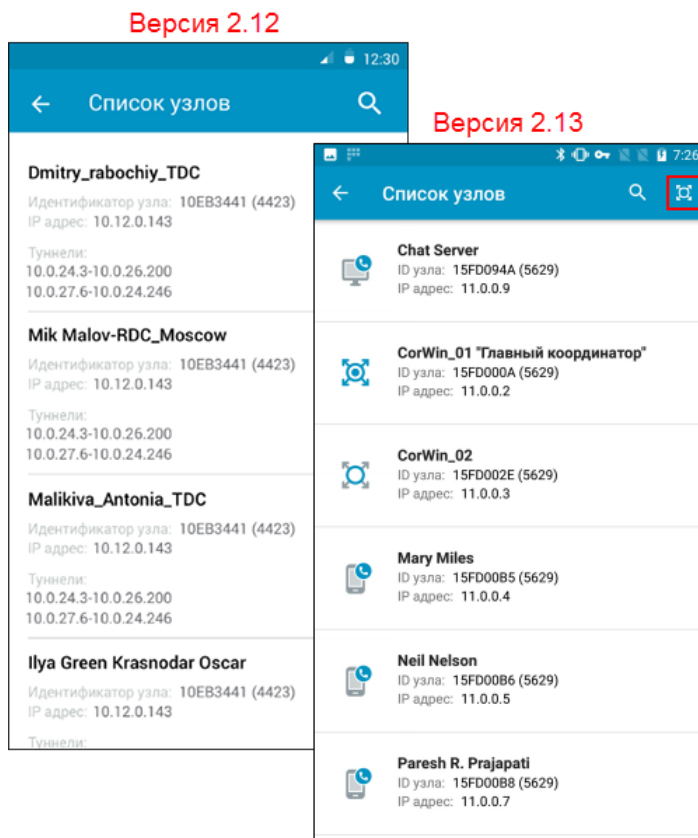 Версия 2.12
12:30
Список узлов
Dmitry_rabochiy_TDC
Идентификатор узла: 10EB3441 (4423)
IP адрес: 10.12.0.143
Туннели:
10.0.24.3-10.0.26.200
10.0.27.6-10.0.24.246
Mik Malov-RDC_Moscow
Идентификатор узла: 10EB3441 (4423)
IP адрес: 10.12.0.143
Туннели:
10.0.24.3-10.0.26.200
10.0.27.6-10.0.24.246
Malikiva_Antonia_TDC
Идентификатор узла: 10EB3441 (4423)
IP адрес: 10.12.0.143
Туннели:
10.0.24.3-10.0.26.200
10.0.27.6-10.0.24.246
Ilya Green Krasnodar Oscar
Идентификатор узла: 10EB3441 (4423)
IP адрес: 10.12.0.143
Туннели:
Версия 2.13
7:26
Список узлов
Chat Server
ID узла: 15FD094A (5629)
IP адрес: 11.0.0.9
CorWin_01 "Главный координатор"
ID узла: 15FD000A (5629)
IP адрес: 11.0.0.2
CorWin_02
ID узла: 15FD002E (5629)
IP адрес: 11.0.0.3
Mary Miles
ID узла: 15FD00B5 (5629)
IP адрес: 11.0.0.4
Neil Nelson
ID узла: 15FD00B6 (5629)
IP адрес: 11.0.0.5
Paresh R. Prajapati
ID узла: 15FD00B8 (5629)
IP адрес: 11.0.0.7